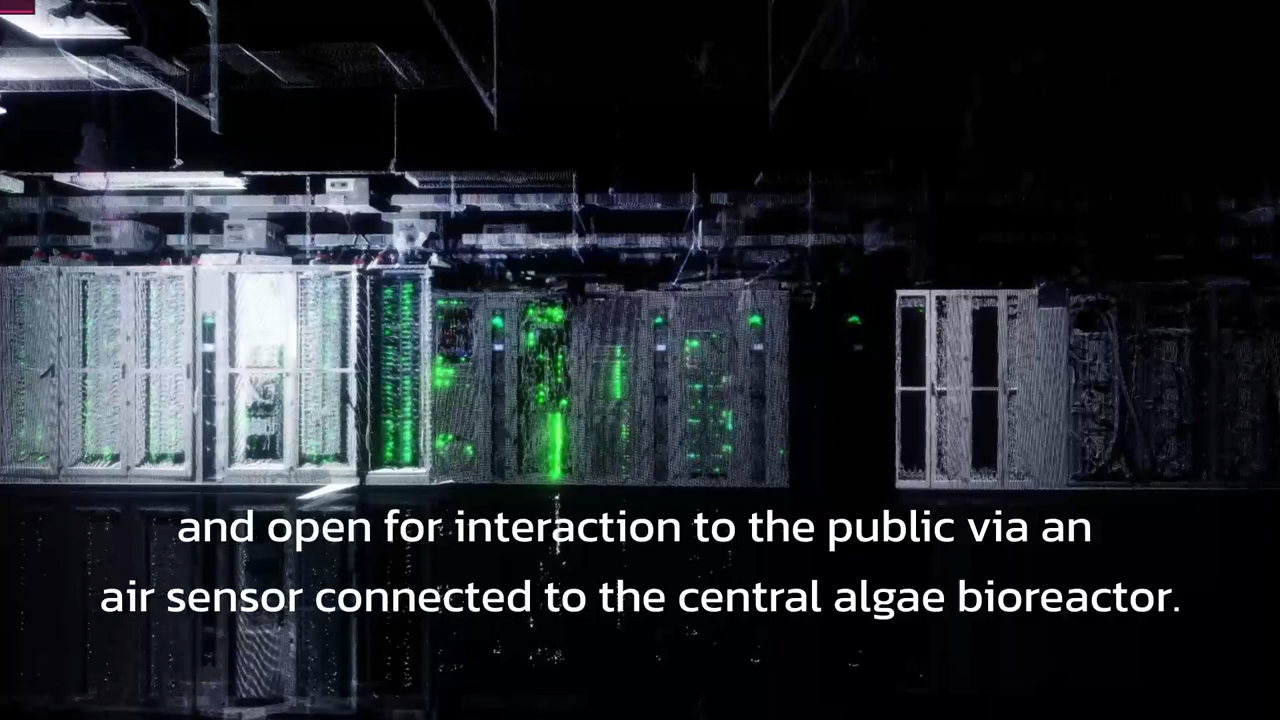 and open for interaction to the public via an
air sensor connected to the central algae bioreactor.